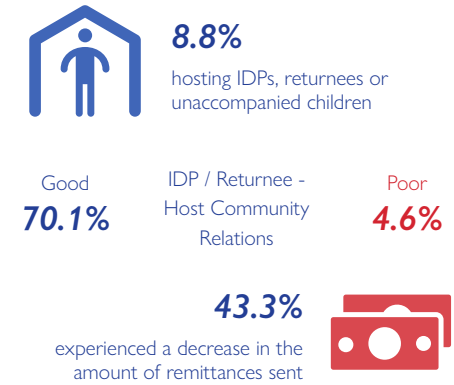 8.8%
hosting IDPs, returnees or
unaccompanied children
Good
70.1%
IDP / Returnee -
Host Community
Relations
Poor
4.6%
43.3%
experienced a decrease in the
amount of remittances sent